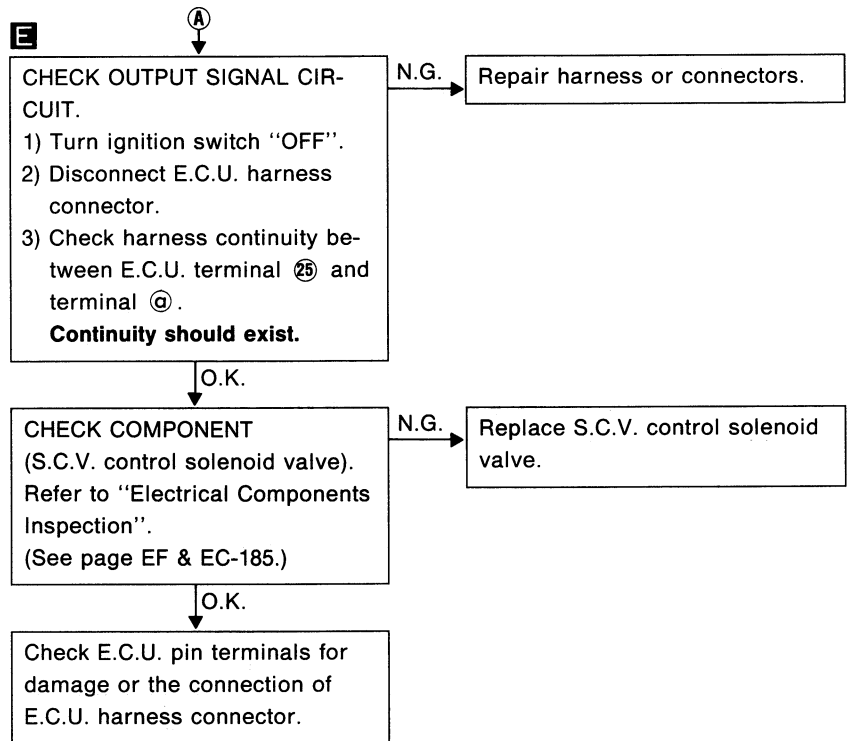 Ⓐ
E
CHECK OUTPUT SIGNAL CIR-
CUIT.
1) Turn ignition switch "OFF".
2) Disconnect E.C.U. harness
connector.
3) Check harness continuity be-
tween E.C.U. terminal ㉕ and
terminal ⓐ.
Continuity should exist.
N.G.
Repair harness or connectors.
O.K.
CHECK COMPONENT
(S.C.V. control solenoid valve).
Refer to "Electrical Components
Inspection".
(See page EF & EC-185.)
N.G.
Replace S.C.V. control solenoid
valve.
O.K.
Check E.C.U. pin terminals for
damage or the connection of
E.C.U. harness connector.